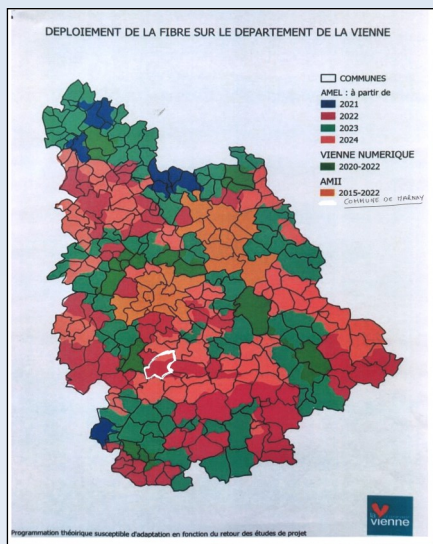 DEPLOIEMENT DE LA FIBRE SUR LE DEPARTEMENT DE LA VIENNE
COMMUNES
AMEL : à partir de
2021
2022
2023
2024
VIENNE NUMERIQUE
2020-2022
AMII
2015-2022
COMMUNE DE MARNAY
la
vienne
Programmation théorique susceptible d'adaptation en fonction du retour des études de projet